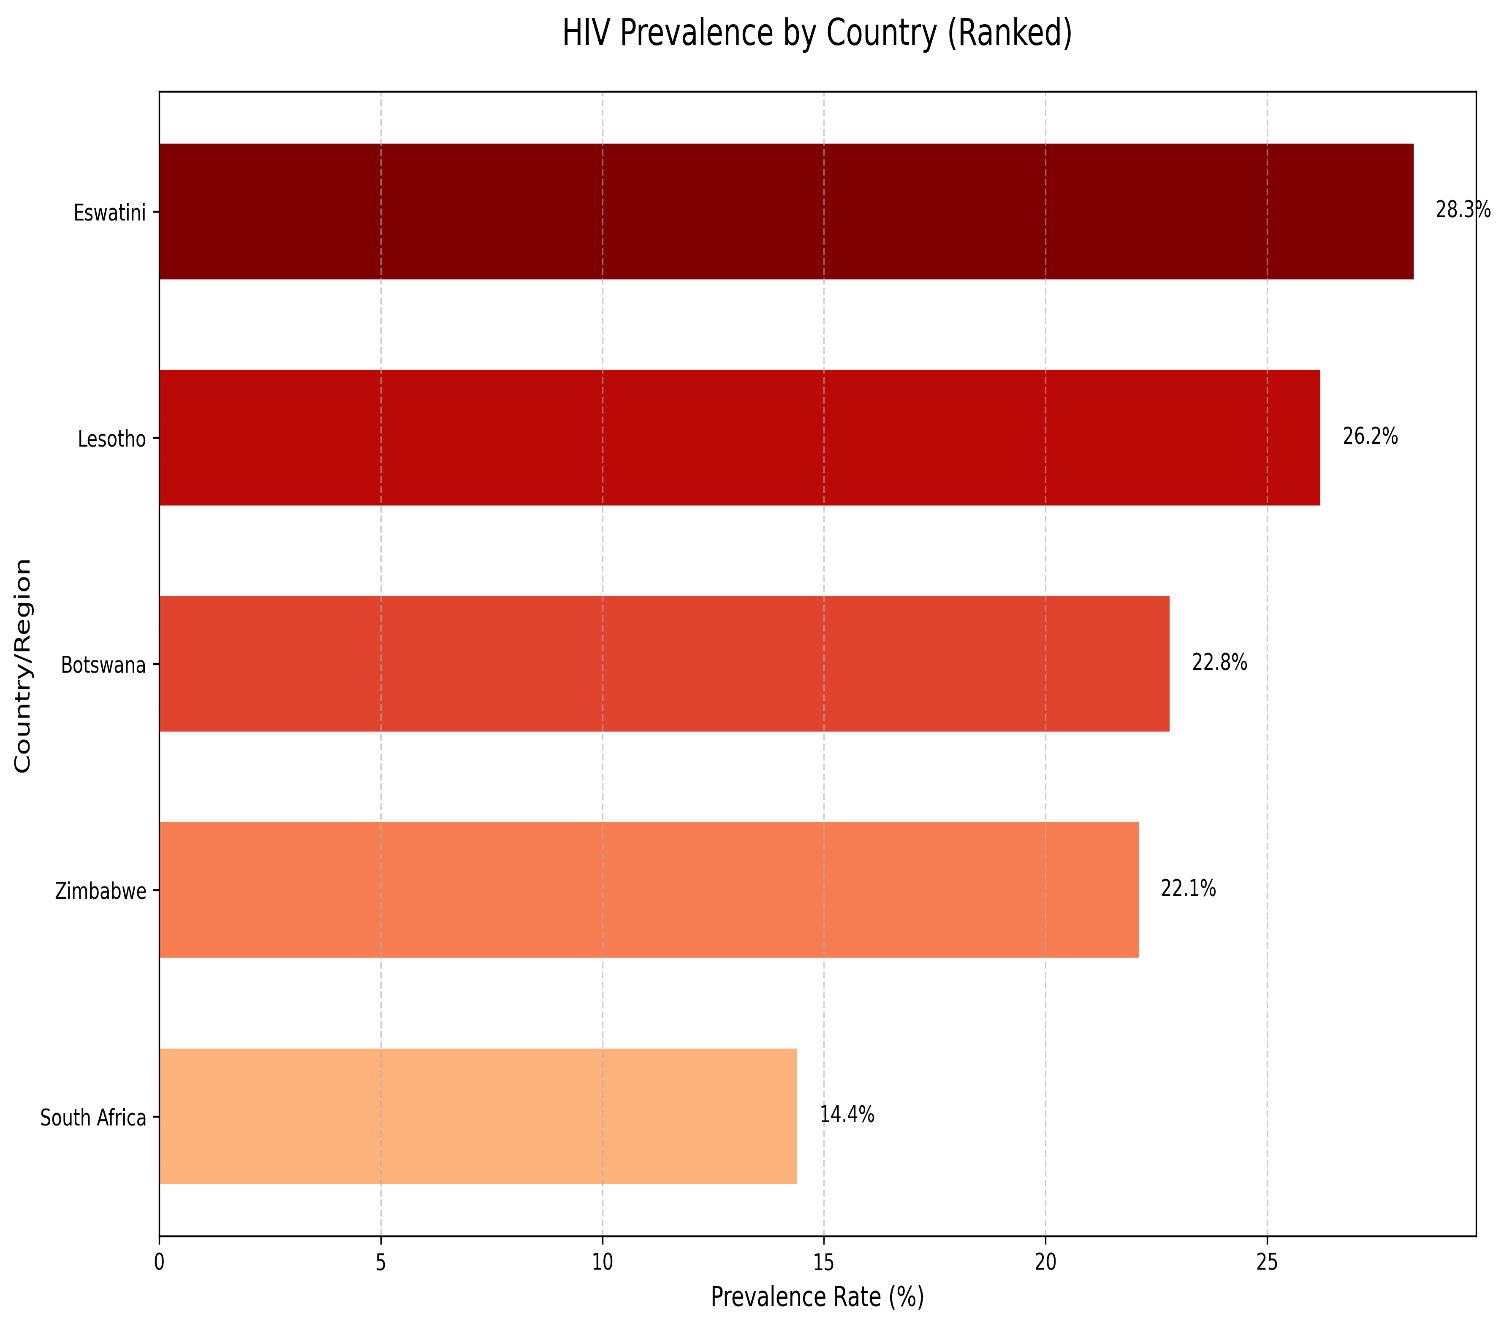 HIV Prevalence by Country (Ranked)
Eswatini
28.3%
Lesotho
26.2%
Country/Region
Botswana
22.8%
Zimbabwe
22.1%
South Africa
14.4%
0 5 10 15 20 25
Prevalence Rate (%)